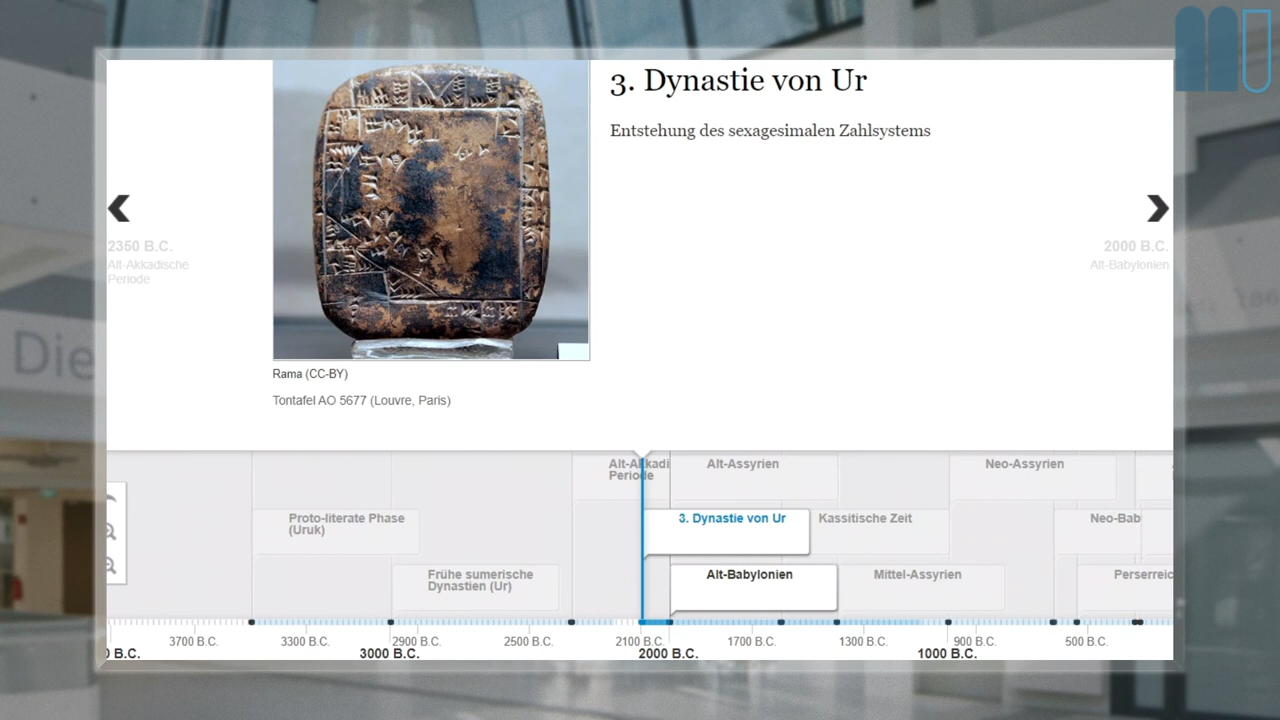 3. Dynastie von Ur
Entstehung des sexagesimalen Zahlsystems
2350 B.C.
Alt-Akkadische
Periode
2000 B.C.
Alt-Babylonien
Die
Rama (CC-BY)
Tontafel AO 5677 (Louvre, Paris)
Alt-Akkadi
Periode
Alt-Assyrien
Neo-Assyrien
Proto-literate Phase
(Uruk)
3. Dynastie von Ur
Kassitische Zeit
Neo-Bab
Frühe sumerische
Dynastien (Ur)
Alt-Babylonien
Mittel-Assyrien
Perserreic
3700 B.C. 3300 B.C. 2900 B.C. 2500 B.C. 2100 B.C. 1700 B.C. 1300 B.C. 900 B.C. 500 B.C.
0 B.C. 3000 B.C. 2000 B.C. 1000 B.C.